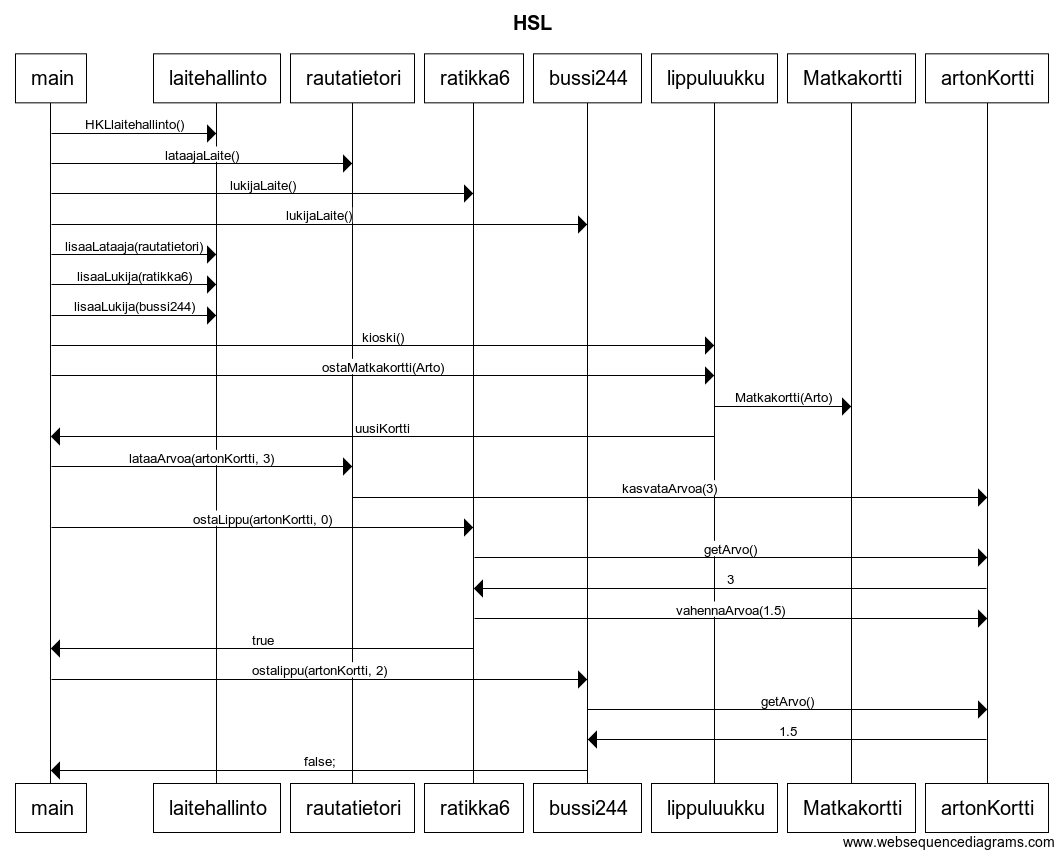 HSL
main
laitehallinto
rautatietori
ratikka6
bussi244
lippuluukku
Matkakortti
artonKortti
HKLlaitehallinto()
lataajaLaite()
lukijaLaite()
lukijaLaite()
lisaaLataaja(rautatietori)
lisaaLukija(ratikka6)
lisaaLukija(bussi244)
kioski()
ostaMatkakortti(Arto)
Matkakortti(Arto)
uusiKortti
lataaArvoa(artonKortti, 3)
kasvataArvoa(3)
ostaLippu(artonKortti, 0)
getArvo()
3
vahennaArvoa(1.5)
true
ostalippu(artonKortti, 2)
getArvo()
1.5
false;
main
laitehallinto
rautatietori
ratikka6
bussi244
lippuluukku
Matkakortti
artonKortti
www.websequencediagrams.com